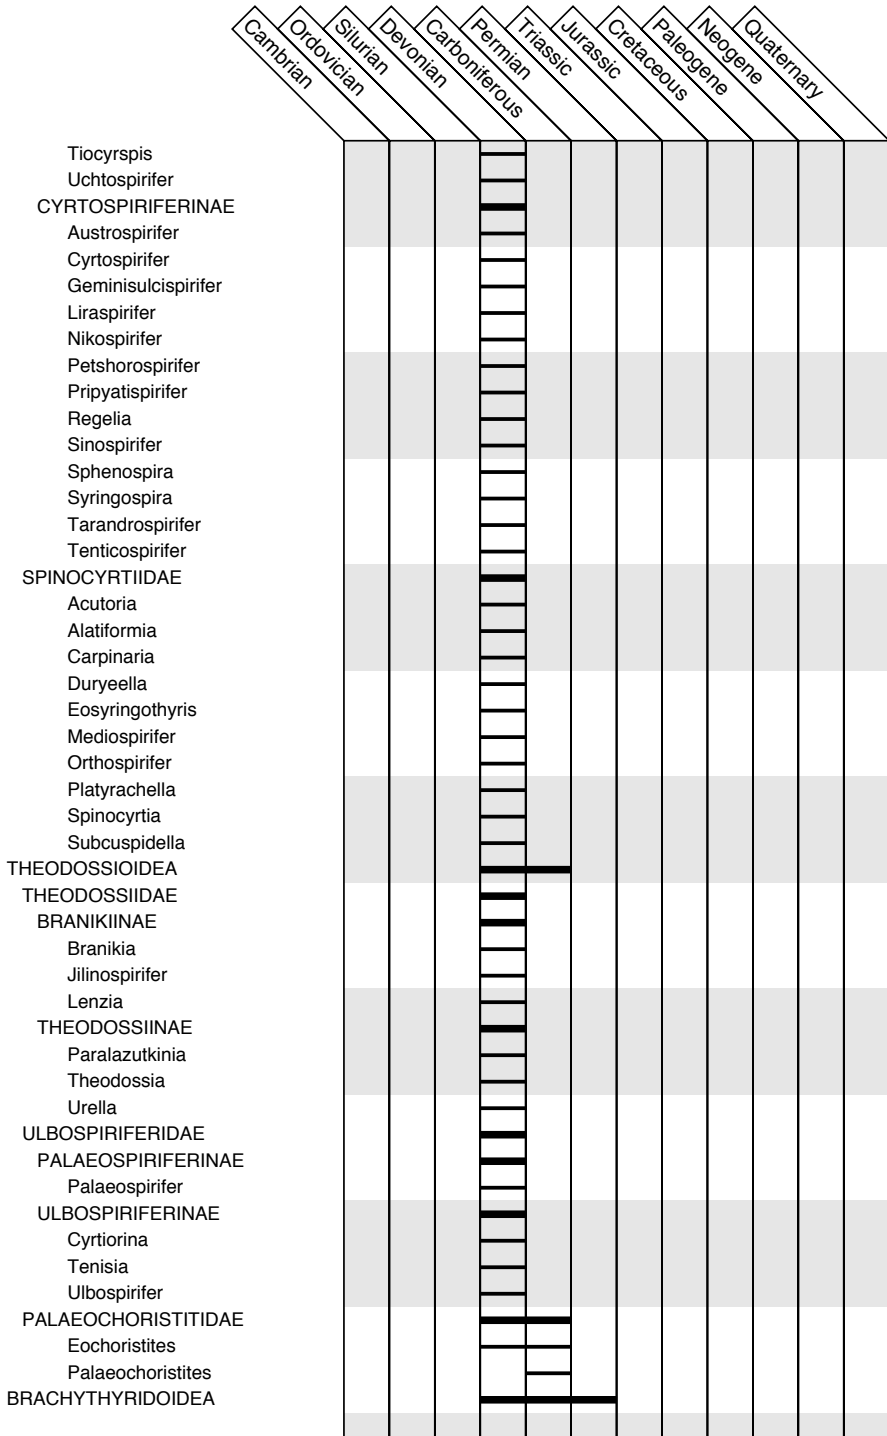 Cambrian
Ordovician
Silurian
Devonian
Carboniferous
Permian
Triassic
Jurassic
Cretaceous
Paleogene
Neogene
Quaternary
Tiocyrspis
Uchtospirifer
CYRTOSPIRIFERINAE
Austrospirifer
Cyrtospirifer
Geminisulcispirifer
Liraspirifer
Nikospirifer
Petshorospirifer
Pripyatispirifer
Regelia
Sinospirifer
Sphenospira
Syringospira
Tarandrospirifer
Tenticospirifer
SPINOCYRTIIDAE
Acutoria
Alatiformia
Carpinaria
Duryeella
Eosyringothyris
Mediospirifer
Orthospirifer
Platyrachella
Spinocyrtia
Subcuspidella
THEODOSSIOIDEA
THEODOSSIIDAE
BRANIKIINAE
Branikia
Jilinospirifer
Lenzia
THEODOSSIINAE
Paralazutkinia
Theodossia
Urella
ULBOSPIRIFERIDAE
PALAEOSPIRIFERINAE
Palaeospirifer
ULBOSPIRIFERINAE
Cyrtiorina
Tenisia
Ulbospirifer
PALAEOCHORISTITIDAE
Eochoristites
Palaeochoristites
BRACHYTHYRIDOIDEA